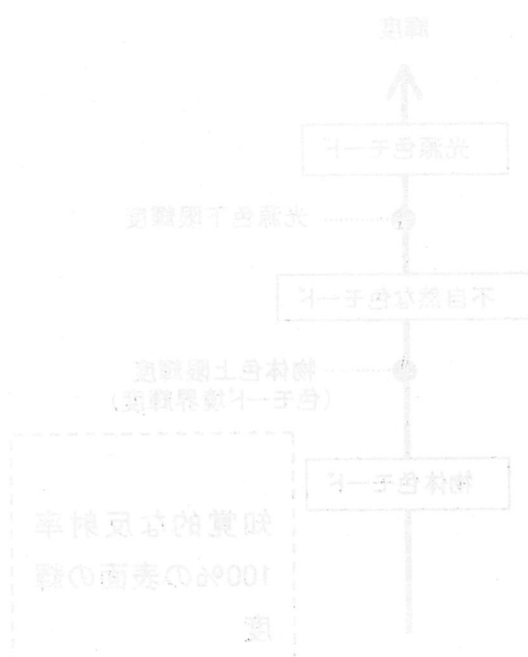 輝度
光源色モード
光源色下限輝度
不自然な色モード
物体色上限輝度
(色モード境界輝度)
物体色モード
知覚的な反射率
100%の表面の輝
度